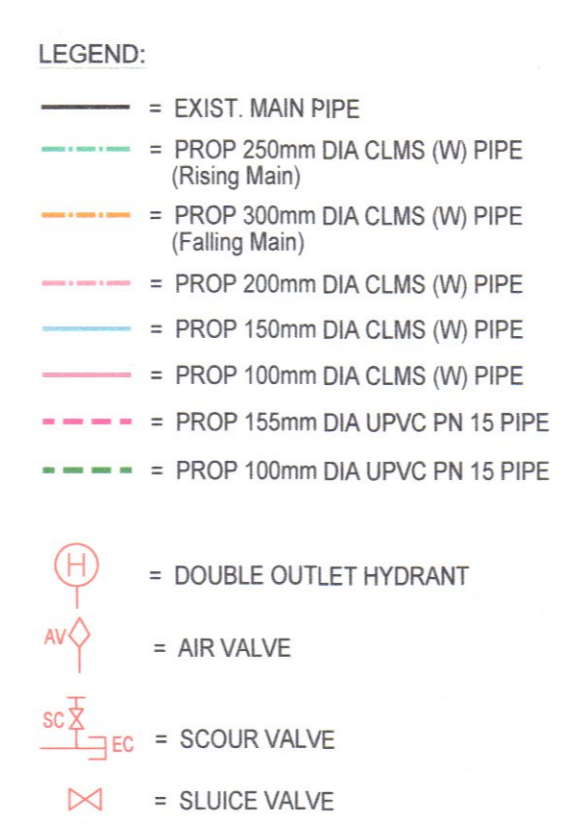 LEGEND:
= EXIST. MAIN PIPE
= PROP 250mm DIA CLMS (W) PIPE
(Rising Main)
= PROP 300mm DIA CLMS (W) PIPE
(Falling Main)
= PROP 200mm DIA CLMS (W) PIPE
= PROP 150mm DIA CLMS (W) PIPE
= PROP 100mm DIA CLMS (W) PIPE
= PROP 155mm DIA UPVC PN 15 PIPE
= PROP 100mm DIA UPVC PN 15 PIPE
H = DOUBLE OUTLET HYDRANT
AV = AIR VALVE
SC EC = SCOUR VALVE
= SLUICE VALVE